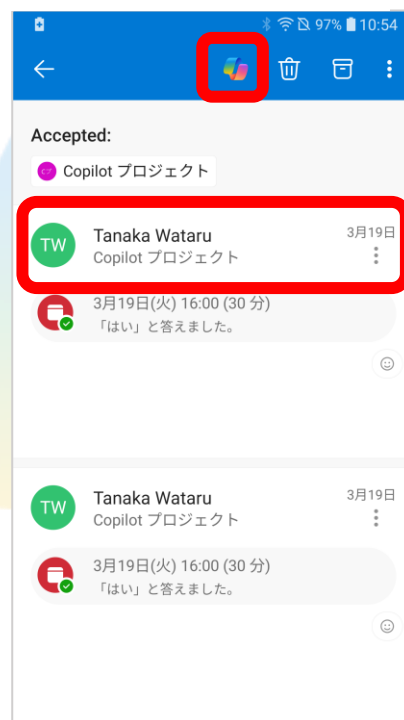 97% 10:54
Accepted:
Copilot プロジェクト
TW
Tanaka Wataru
3月19日
Copilot プロジェクト
3月19日(火) 16:00 (30 分)
「はい」と答えました。
TW
Tanaka Wataru
3月19日
Copilot プロジェクト
3月19日(火) 16:00 (30 分)
「はい」と答えました。